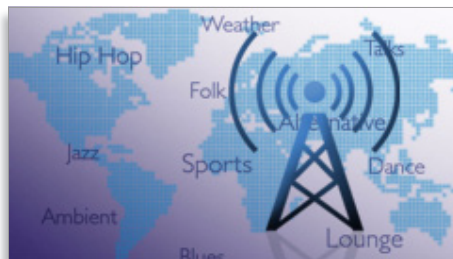 Weather
Talks
Hip Hop
Folk
Alternative
Jazz
Sports
Dance
Ambient
Lounge
Blues